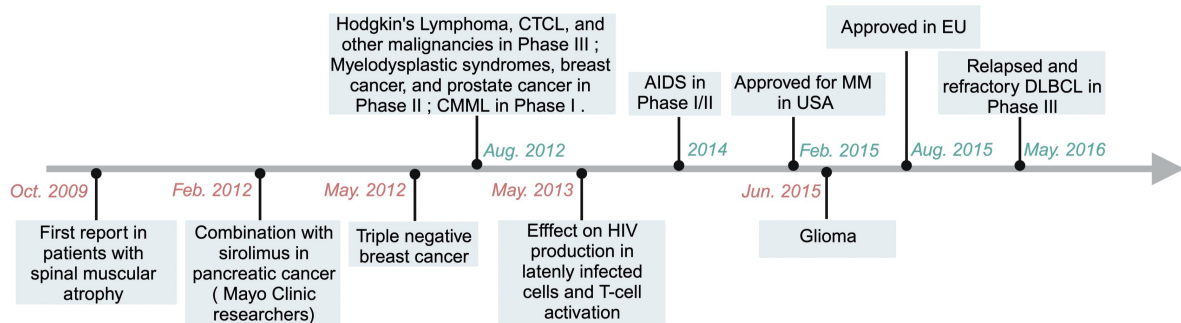 Hodgkin's Lymphoma, CTCL, and
other malignancies in Phase III ;
Myelodysplastic syndromes, breast
cancer, and prostate cancer in
Phase II ; CMML in Phase I .
AIDS in
Phase I/II
Approved for MM
in USA
Approved in EU
Relapsed and
refractory DLBCL in
Phase III
Aug. 2012
2014
Feb. 2015
Aug. 2015
May. 2016
Oct. 2009
Feb. 2012
May. 2012
May. 2013
Jun. 2015
First report in
patients with
spinal muscular
atrophy
Combination with
sirolimus in
pancreatic cancer
( Mayo Clinic
researchers)
Triple negative
breast cancer
Efffect on HIV
production in
latenly infected
cells and T-cell
activation
Glioma